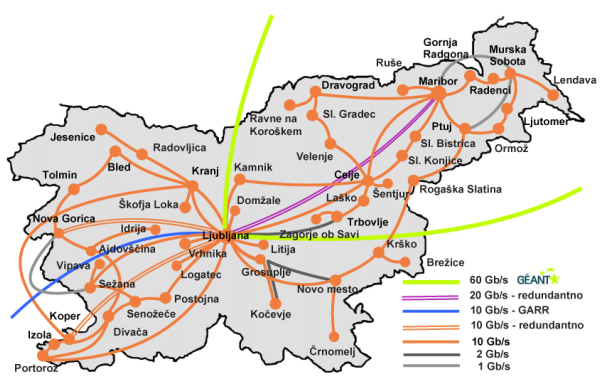 Murska
Sobota
Gornja
Radgona
Ruše
Maribor
Radenci
Lendava
Dravograd
Ravne na
Koroškem
Sl. Gradec
Ptuj
Ljutomer
Ormož
Jesenice
Radovljica
Velenje
Sl. Bistrica
Sl. Konjice
Bled
Kranj
Kamnik
Celje
Tolmin
Škofja Loka
Domžale
Laško
Šentjur
Rogaška Slatina
Nova Gorica
Idrija
Ljubljana
Zagorje ob Savi
Trbovlje
Ajdovščina
Vrhnika
Litija
Krško
Vipava
Logatec
Grosuplje
Brežice
Sežana
Postojna
Novo mesto
Koper
Senožeče
Kočevje
Izola
Divača
Črnomelj
Portorož
60 Gb/s GÉANT
20 Gb/s - redundantno
10 Gb/s - GARR
10 Gb/s - redundantno
10 Gb/s
2 Gb/s
1 Gb/s